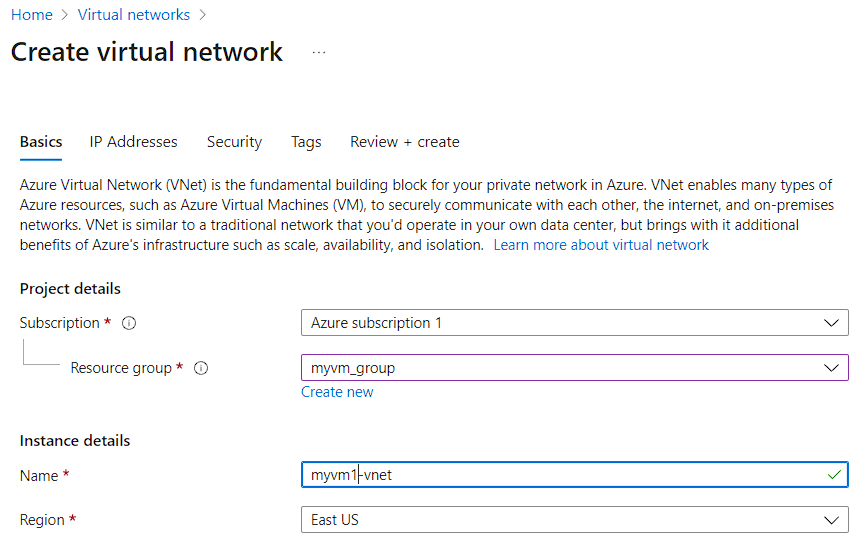 Home > Virtual networks >
Create virtual network ...
Basics IP Addresses Security Tags Review + create
Azure Virtual Network (VNet) is the fundamental building block for your private network in Azure. VNet enables many types of
Azure resources, such as Azure Virtual Machines (VM), to securely communicate with each other, the internet, and on-premises
networks. VNet is similar to a traditional network that you'd operate in your own data center, but brings with it additional
benefits of Azure's infrastructure such as scale, availability, and isolation. Learn more about virtual network
Project details
Subscription * Azure subscription 1
Resource group * myvm_group
Create new
Instance details
Name * myvm1-vnet
Region * East US